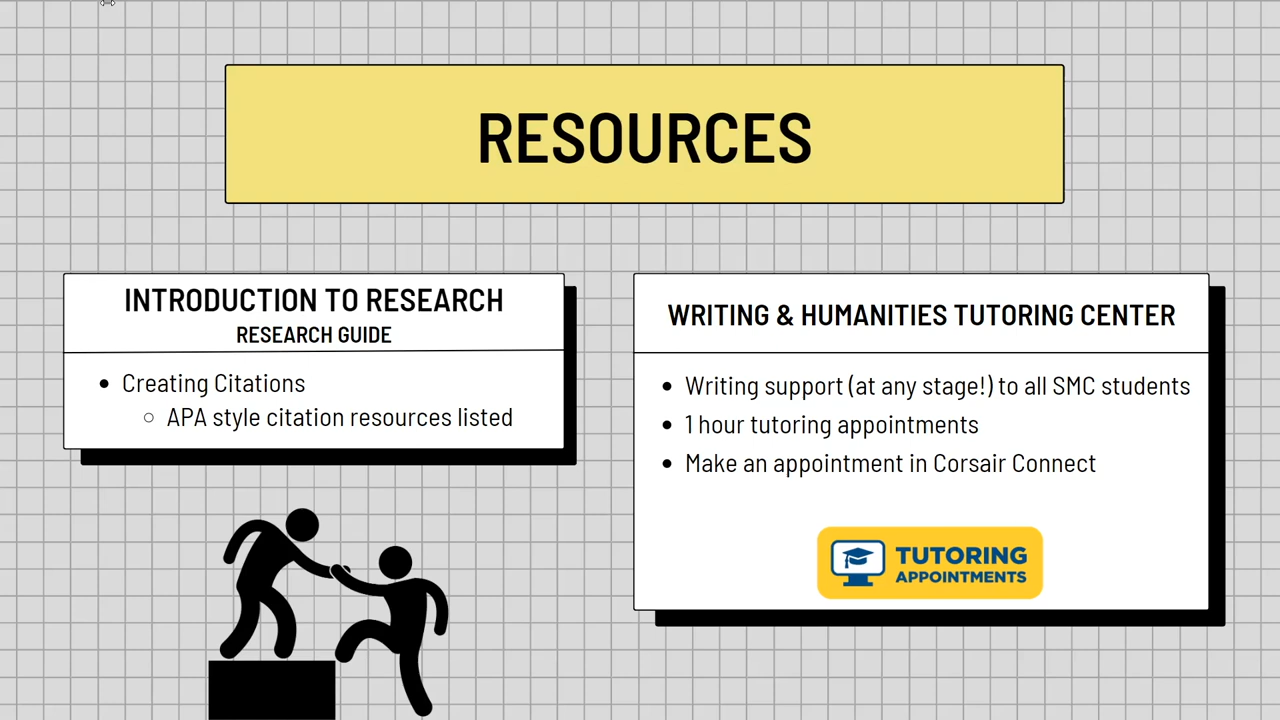 RESOURCES
INTRODUCTION TO RESEARCH
RESEARCH GUIDE
Creating Citations
APA style citation resources listed
WRITING & HUMANITIES TUTORING CENTER
Writing support (at any stage!) to all SMC students
1 hour tutoring appointments
Make an appointment in Corsair Connect
TUTORING
APPOINTMENTS